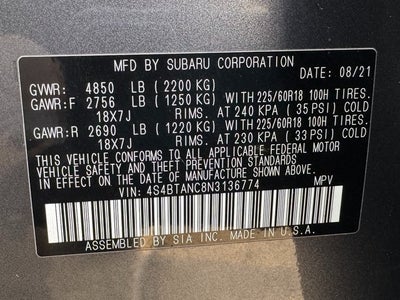 MFD BY SUBARU CORPORATION
DATE: 08/21
GVWR: 4850 LB (2200 KG)
GAWR:F 2756 LB (1250 KG) WITH 225/60R18 100H TIRES.
18X7J RIMS. AT 240 KPA (35 PSI) COLD
GAWR:R 2690 LB (1220 KG) WITH 225/60R18 100H TIRES.
18X7J RIMS. AT 230 KPA (33 PSI) COLD
THIS VEHICLE CONFORMS TO ALL APPLICABLE FEDERAL MOTOR
VEHICLE SAFETY, BUMPER, AND
THEFT PREVENTION STANDARDS IN EFFECT ON THE
DATE OF MANUFACTURE SHOWN ABOVE.
VIN: 4S4BTANC8N3136774 MPV
ASSEMBLED BY SIA INC. MADE IN U.S.A.